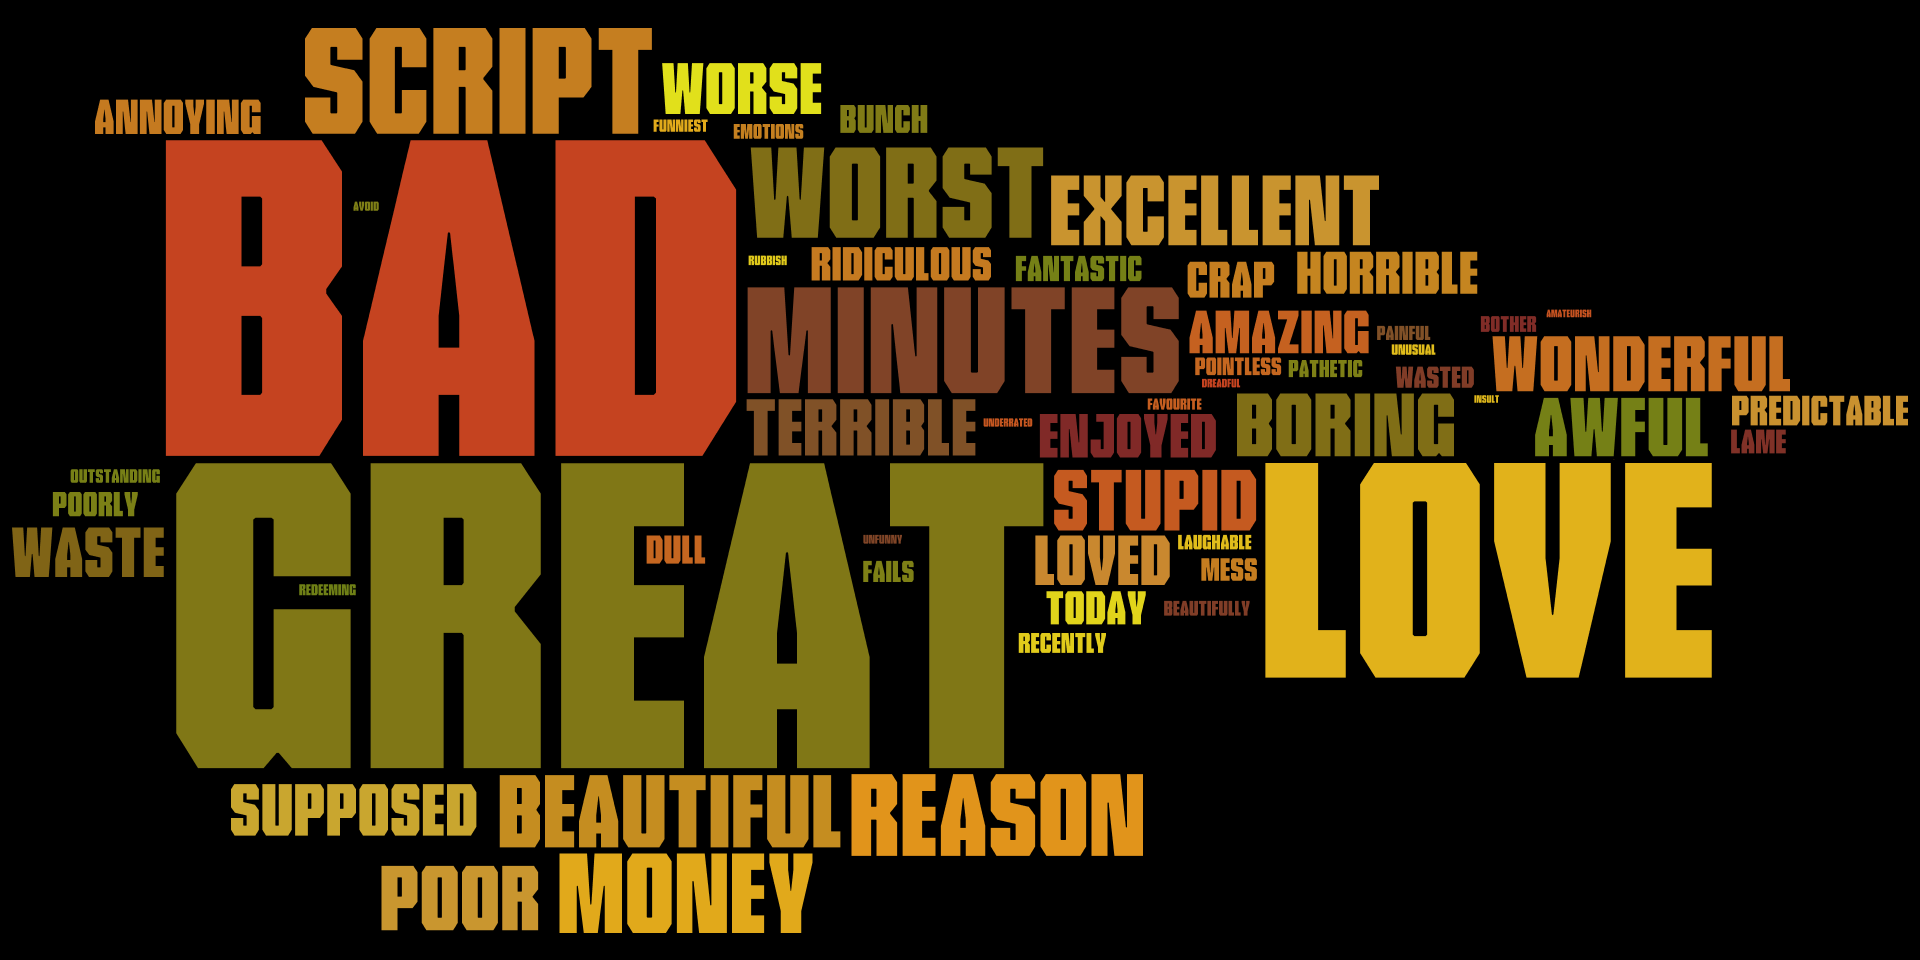 SCRIPT
WORSE
ANNOYING
FUNNIEST
EMOTIONS
BUNCH
BAD
AVOID
WORST
EXCELLENT
RUBBISH
RIDICULOUS
FANTASTIC
CRAP
HORRIBLE
MINUTES
AMAZING
PAINFUL
UNUSUAL
BOTHER
AMATEURISH
WONDERFUL
POINTLESS
PATHETIC
DREADFUL
WASTED
INSULT
TERRIBLE
UNDERRATED
FAVOURITE
ENJOYED
BORING
AWFUL
PREDICTABLE
LAME
OUTSTANDING
POORLY
WASTE
GREAT
REDEEMING
DULL
UNFUNNY
FAILS
STUPID
LOVED
LAUGHABLE
MESS
TODAY
BEAUTIFULLY
RECENTLY
LOVE
SUPPOSED
BEAUTIFUL
REASON
POOR
MONEY